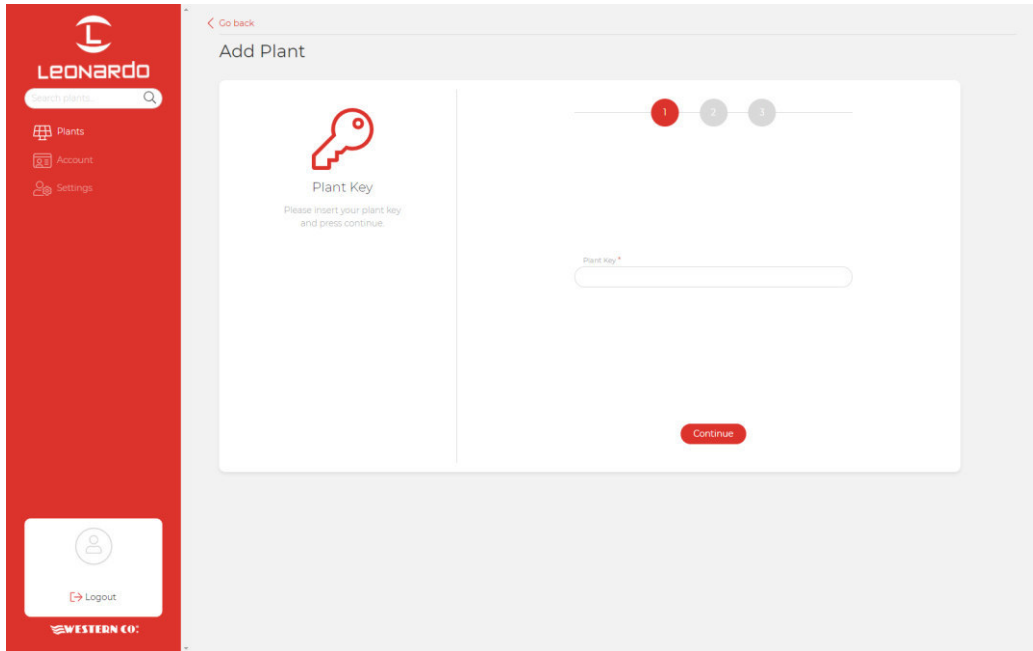 LEONARDO
Search plants...
Plants
Account
Settings
Logout
WESTERN CO.
Go back
Add Plant
Plant Key
Please insert your plant key
and press continue.
1 2 3
Plant Key *
Continue